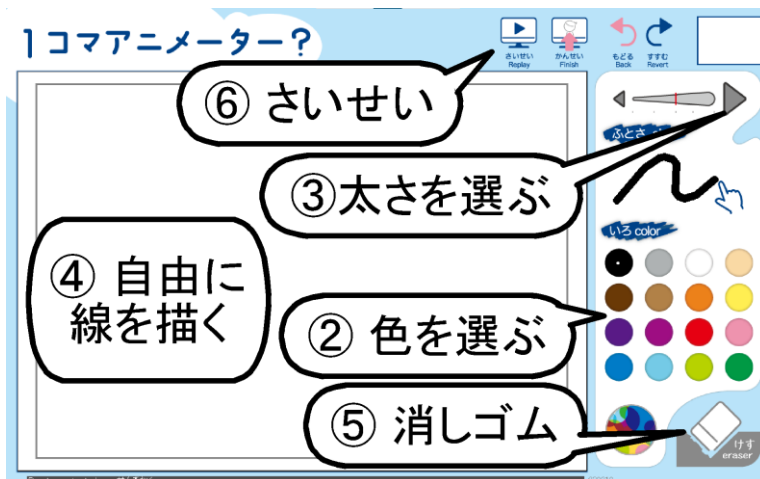 1コマアニメーター？
さいせい
Replay
かんせい
Finish
もどる
Back
すすむ
Revert
⑥ さいせい
ふとさ
③太さを選ぶ
いろ color
④ 自由に
線を描く
② 色を選ぶ
⑤ 消しゴム
けす
eraser